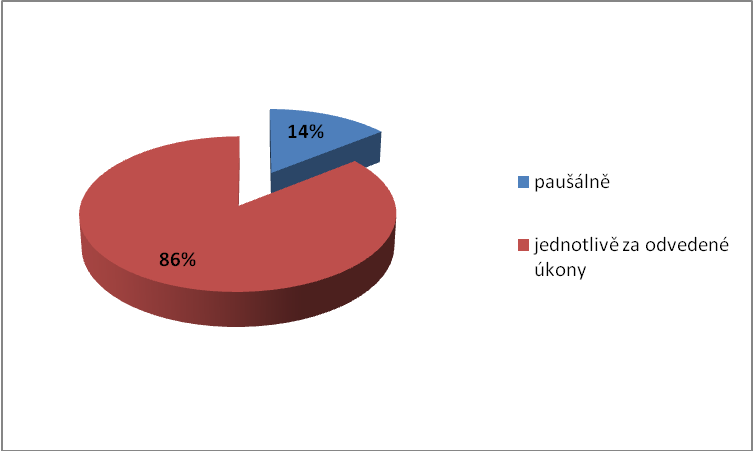 14%
86%
paušálně
jednotlivě za odvedené
úkony